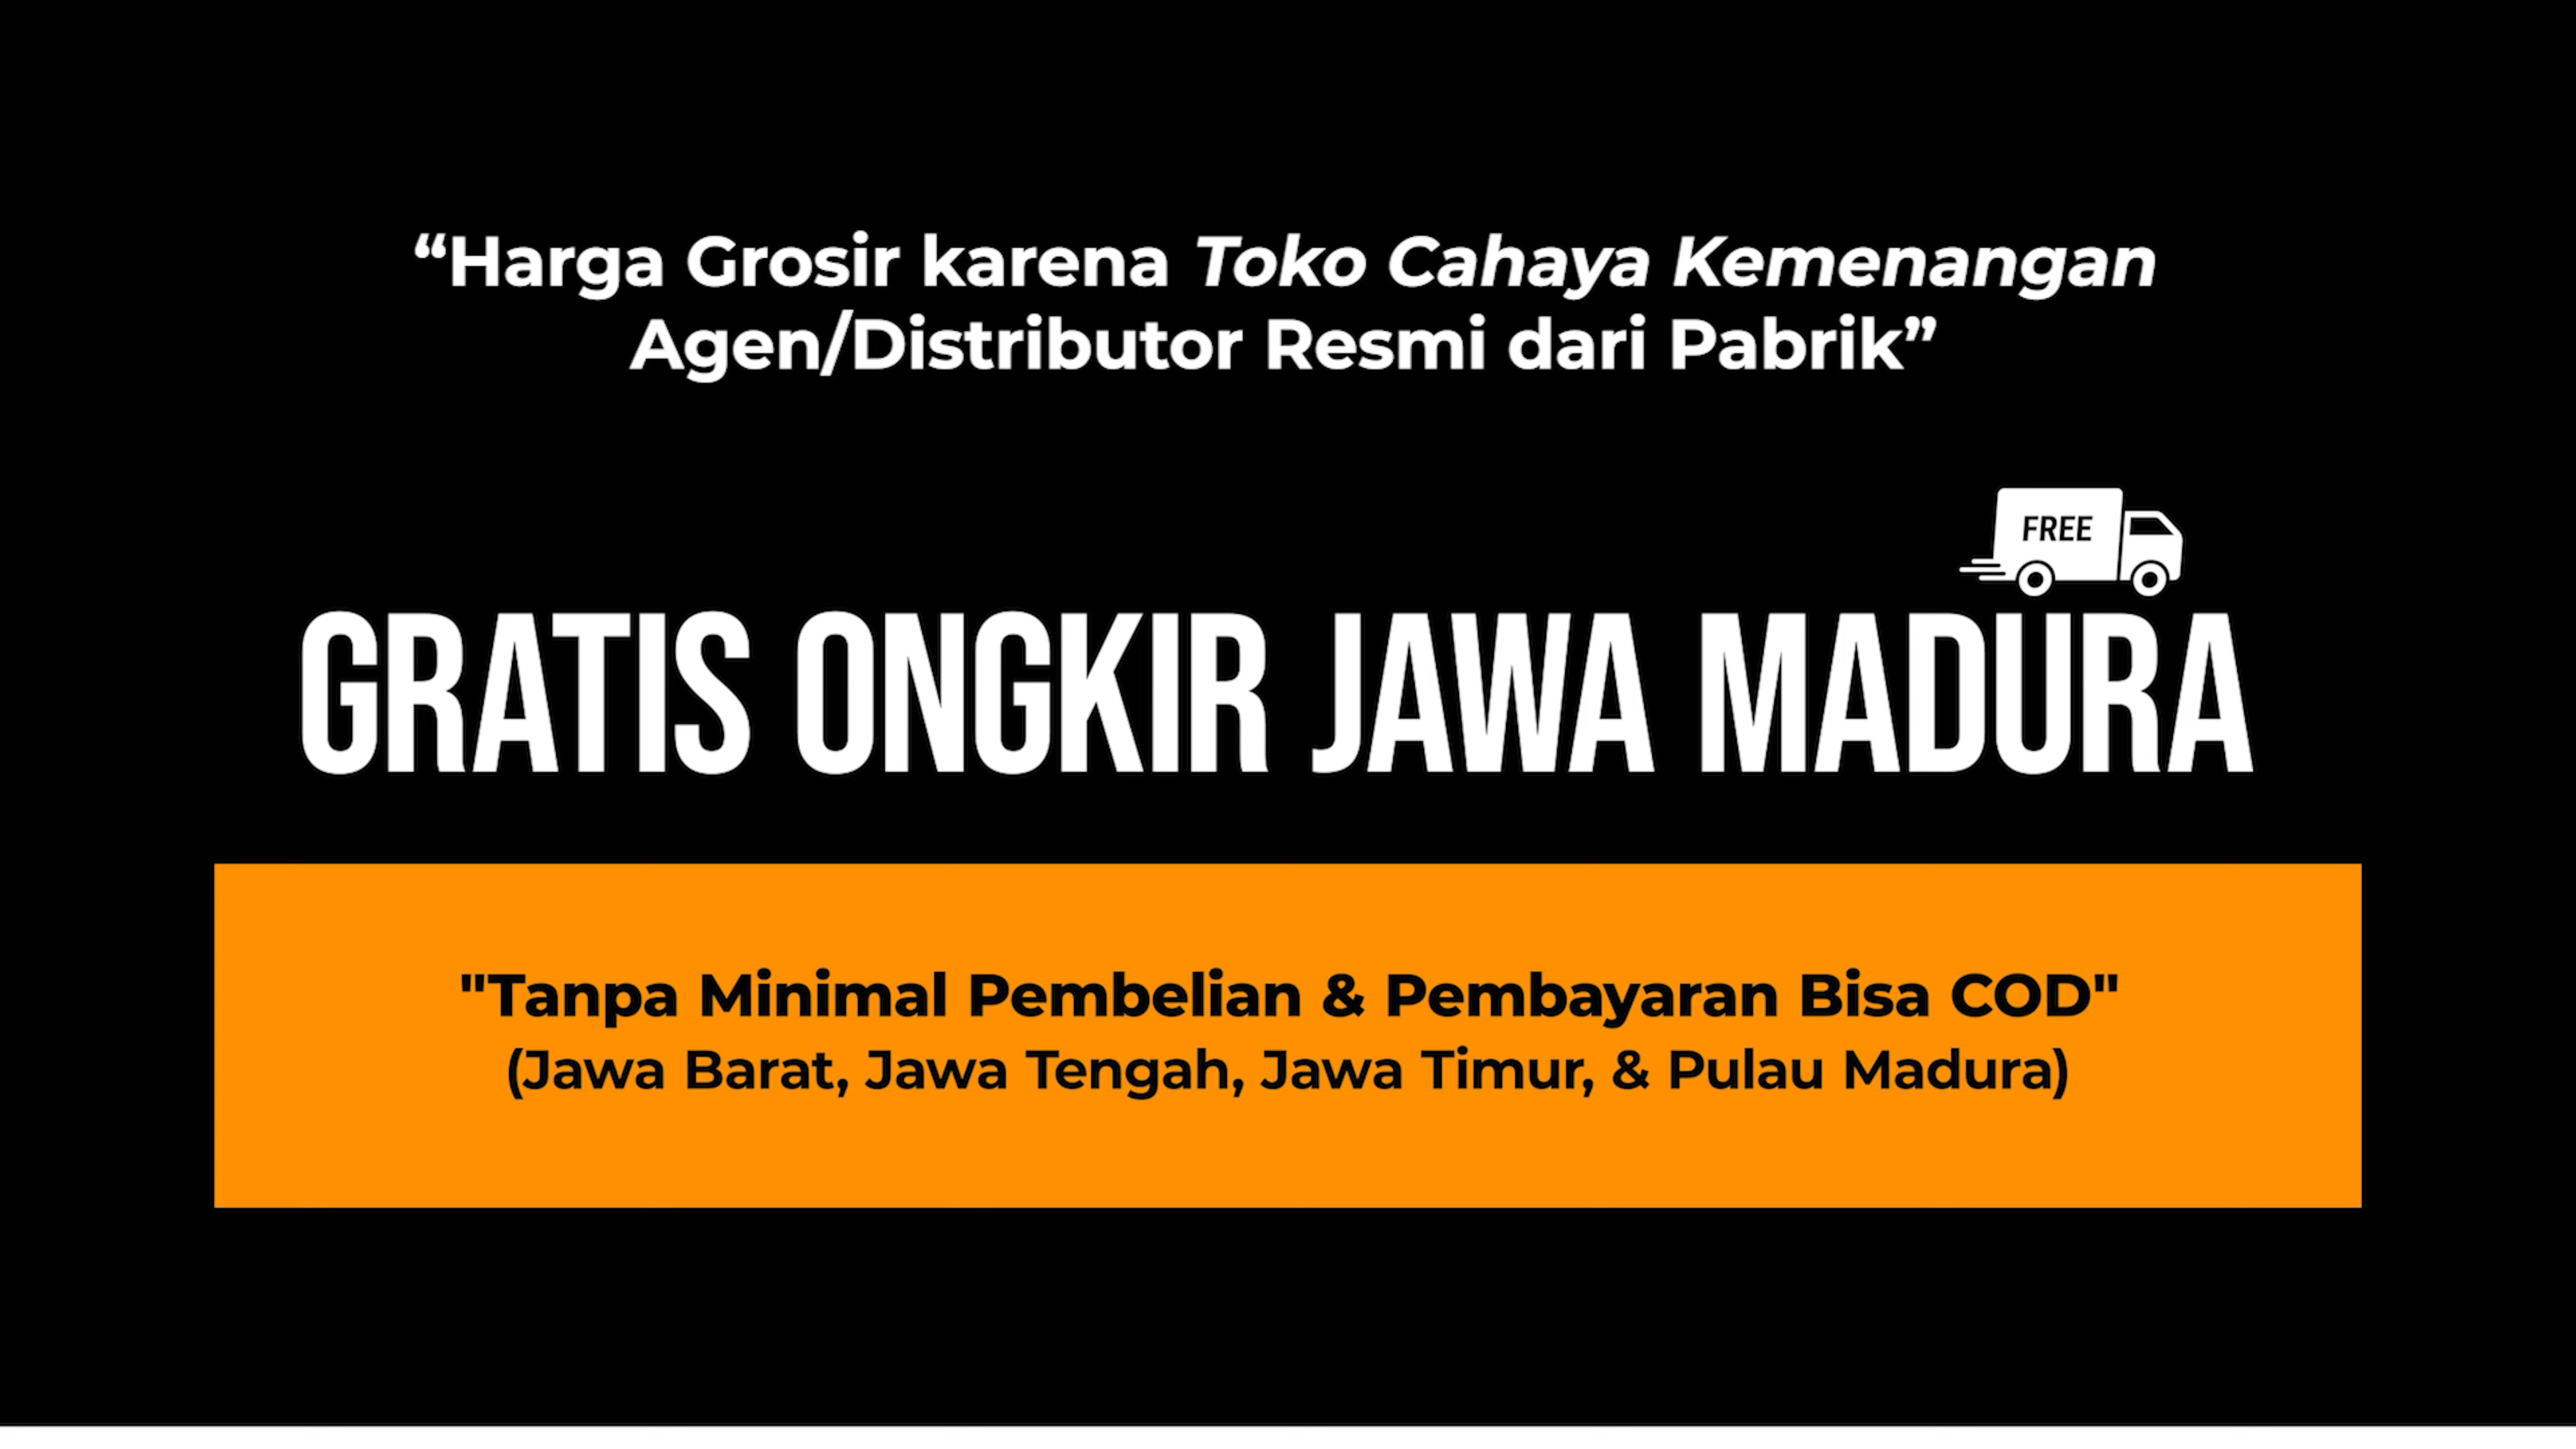 “Harga Grosir karena Toko Cahaya Kemenangan
Agen/Distributor Resmi dari Pabrik”
FREE
GRATIS ONGKIR JAWA MADURA
"Tanpa Minimal Pembelian & Pembayaran Bisa COD"
(Jawa Barat, Jawa Tengah, Jawa Timur, & Pulau Madura)